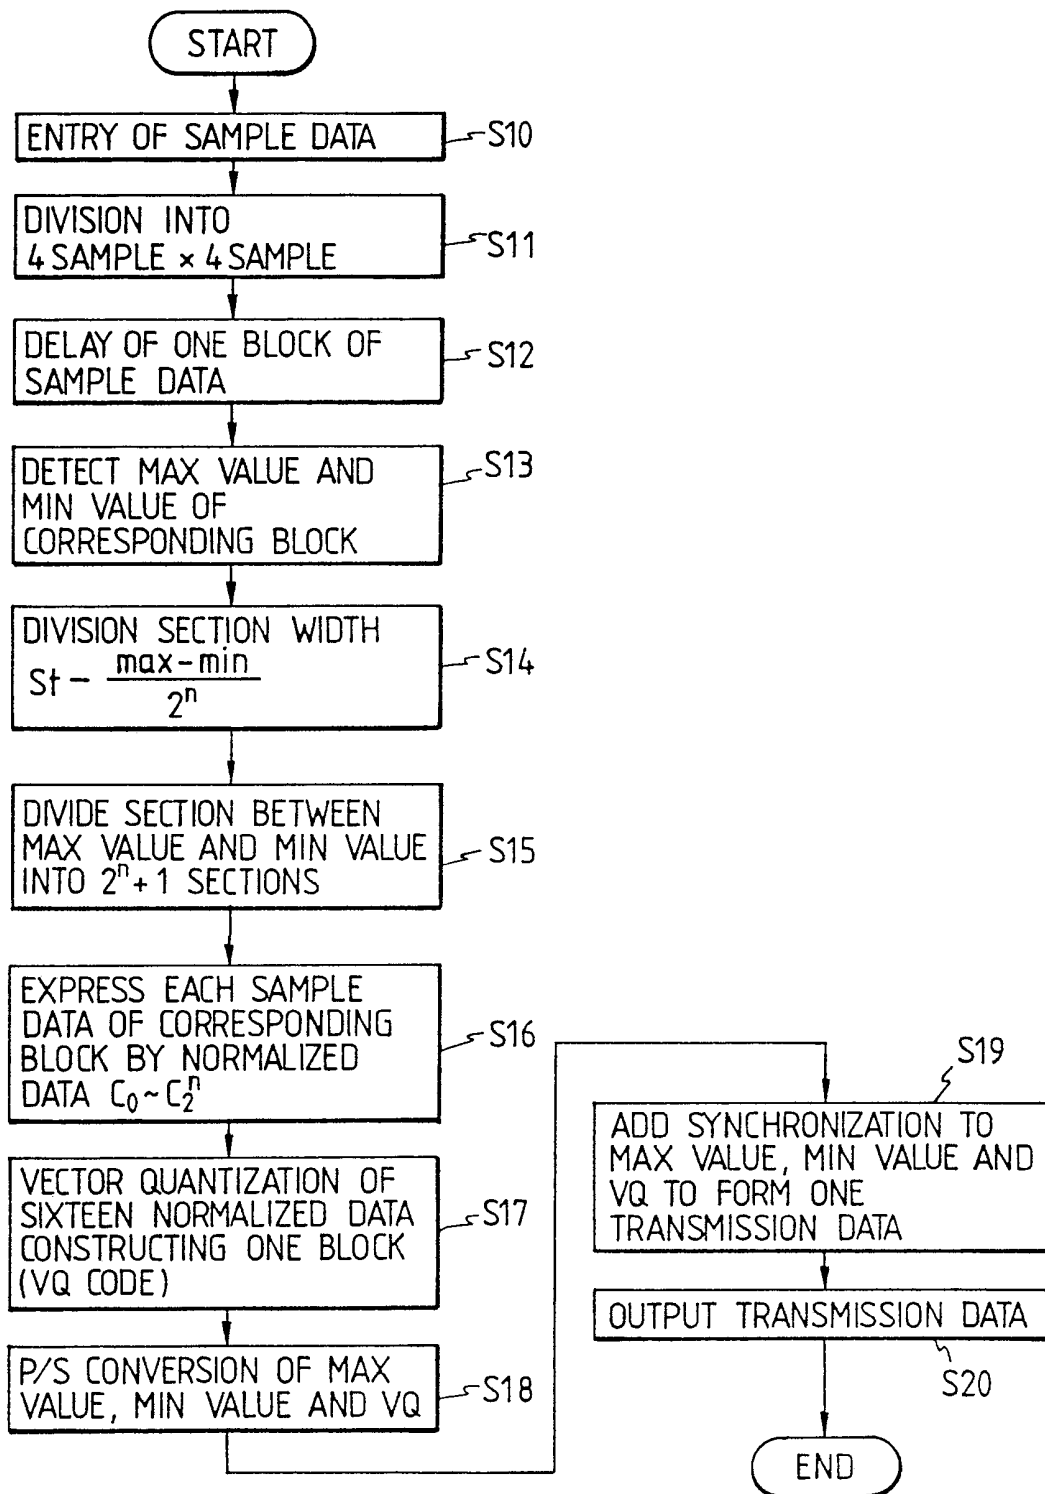 START
ENTRY OF SAMPLE DATA
S10
DIVISION INTO
4 SAMPLE × 4 SAMPLE
S11
DELAY OF ONE BLOCK OF
SAMPLE DATA
S12
DETECT MAX VALUE AND
MIN VALUE OF
CORRESPONDING BLOCK
S13
DIVISION SECTION WIDTH
St – max–min / 2ⁿ
S14
DIVIDE SECTION BETWEEN
MAX VALUE AND MIN VALUE
INTO 2ⁿ+1 SECTIONS
S15
EXPRESS EACH SAMPLE
DATA OF CORRESPONDING
BLOCK BY NORMALIZED
DATA C₀~C₂ⁿ
S16
VECTOR QUANTIZATION OF
SIXTEEN NORMALIZED DATA
CONSTRUCTING ONE BLOCK
(VQ CODE)
S17
P/S CONVERSION OF MAX
VALUE, MIN VALUE AND VQ
S18
S19
ADD SYNCHRONIZATION TO
MAX VALUE, MIN VALUE AND
VQ TO FORM ONE
TRANSMISSION DATA
OUTPUT TRANSMISSION DATA
S20
END